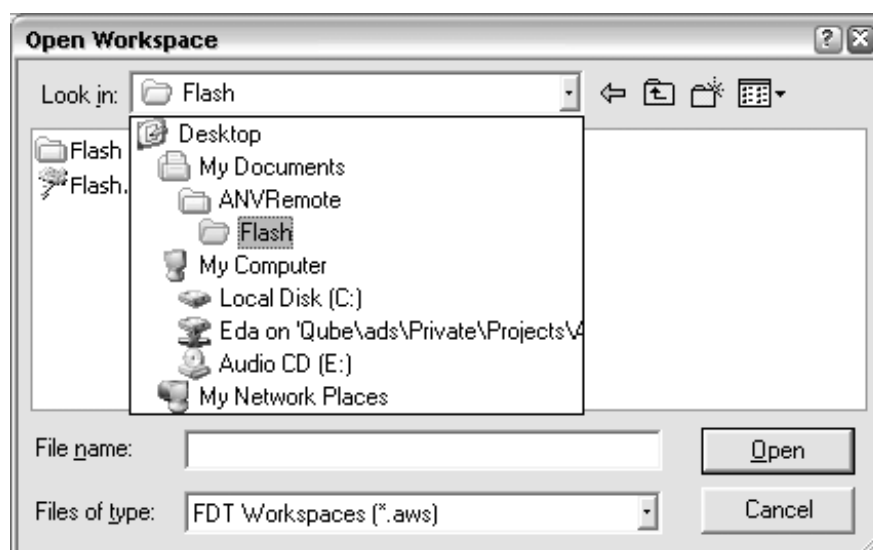 Open Workspace
Look in: Flash
Desktop
Flash
My Documents
Flash.
ANVRemote
Flash
My Computer
Local Disk (C:)
Eda on 'Qube\ads\Private\Projects\
Audio CD (E:)
My Network Places
File name:
Open
Files of type: FDT Workspaces (*.aws)
Cancel